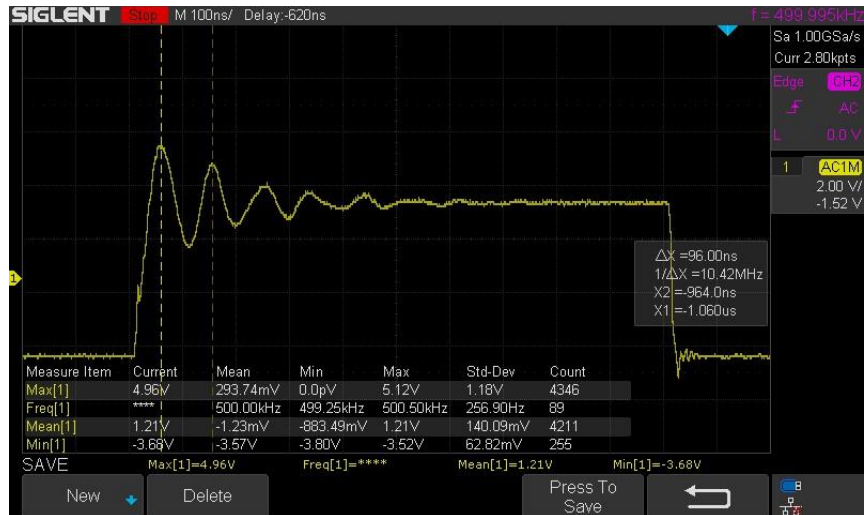 SIGLENT Stop M 100ns/ Delay:-620ns f = 499.995kHz
Sa 1.00GSa/s
Curr 2.80kpts
Edge CH2
AC
L 0.0 V
1 AC1M
2.00 V/
-1.52 V
1
ΔX =96.00ns
1/ΔX =10.42MHz
X2 =-964.0ns
X1 =-1.060us
Measure Item Current Mean Min Max Std-Dev Count
Max[1] 4.96V 293.74mV 0.0pV 5.12V 1.18V 4346
Freq[1] **** 500.00kHz 499.25kHz 500.50kHz 256.90Hz 89
Mean[1] 1.21V -1.23mV -883.49mV 1.21V 140.09mV 4211
Min[1] -3.68V -3.57V -3.80V -3.52V 62.82mV 255
SAVE Max[1]=4.96V Freq[1]=**** Mean[1]=1.21V Min[1]=-3.68V
New Delete Press To
Save
B